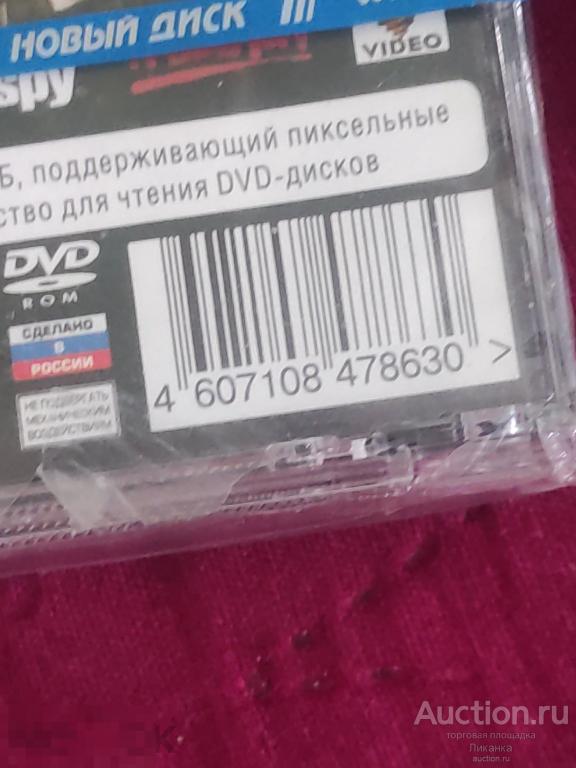 НОВЫЙ ДИСК
VIDEO
spy
Б, поддерживающий пиксельные
ство для чтения DVD-дисков
DVD
ROM
СДЕЛАНО
В
РОССИИ
НЕ ПОДВЕРГАТЬ
МЕХАНИЧЕСКИМ
ВОЗДЕЙСТВИЯМ
4 607108 478630 >
Auction.ru
торговая площадка
Ликанка
auction.ru